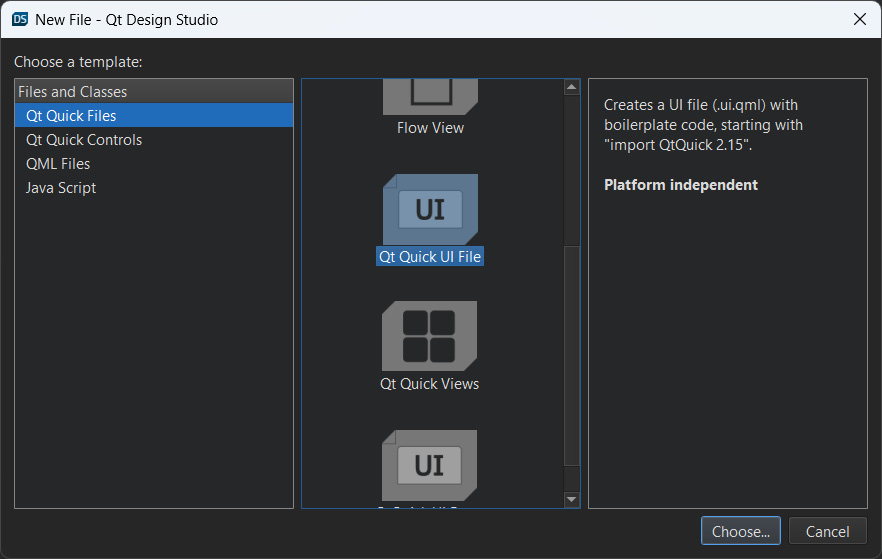 DS New File - Qt Design Studio
Choose a template:
Files and Classes
Qt Quick Files
Qt Quick Controls
QML Files
Java Script
Flow View
UI
Qt Quick UI File
Qt Quick Views
UI
Creates a UI file (.ui.qml) with
boilerplate code, starting with
"import QtQuick 2.15".
Platform independent
Choose...
Cancel